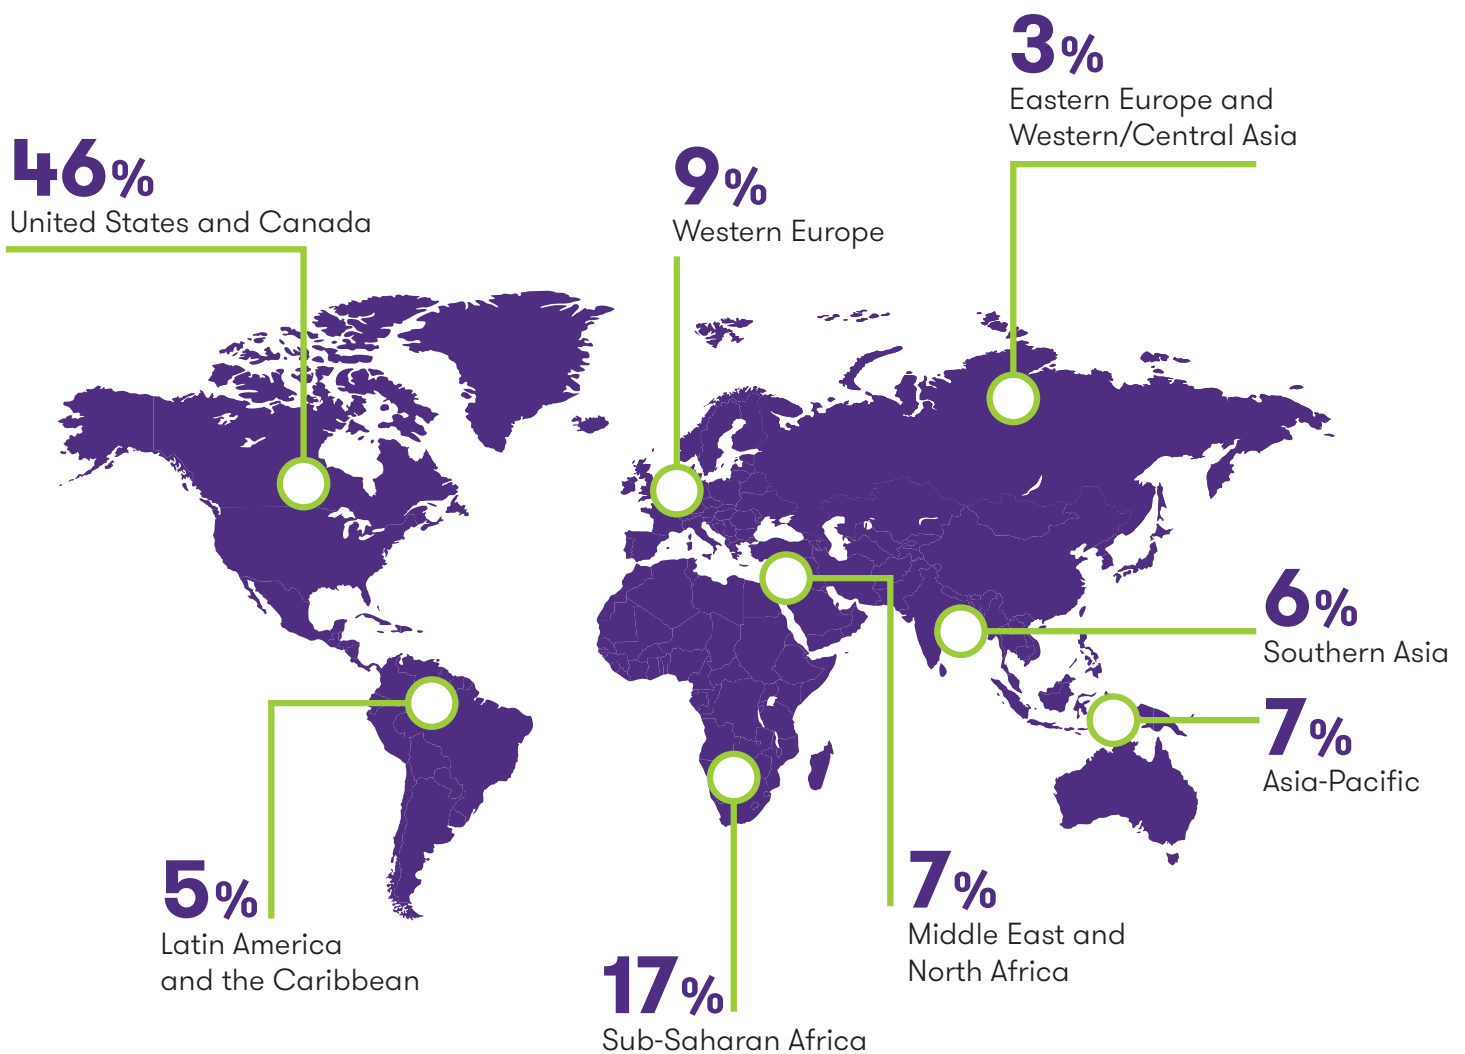 3%
Eastern Europe and
Western/Central Asia
46%
United States and Canada
9%
Western Europe
6%
Southern Asia
7%
Asia-Pacific
5%
Latin America
and the Caribbean
7%
Middle East and
North Africa
17%
Sub-Saharan Africa